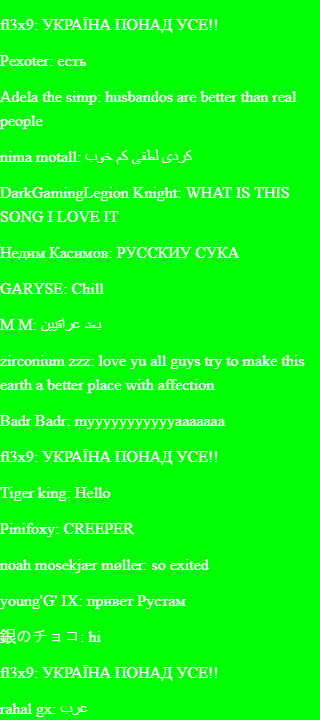 fl3x9: УКРАЇНА ПОНАД УСЕ!!
Pexoter: есть
Adela the simp: husbandos are better than real
people
nima motall: کردی لطفی کم خوب
DarkGamingLegion Knight: WHAT IS THIS
SONG I LOVE IT
Недим Касимов: РУССКИУ СУКА
GARYSE: Chill
M M: بعد عراقيين
zirconium zzz: love yu all guys try to make this
earth a better place with affection
Badr Badr: myyyyyyyyyyyaaaaaaa
fl3x9: УКРАЇНА ПОНАД УСЕ!!
Tiger king: Hello
Pinifoxy: CREEPER
noah mosekjær møller: so exited
young'G' IX: привет Рустам
銀のチョコ: hi
fl3x9: УКРАЇНА ПОНАД УСЕ!!
rahal gx: عرب